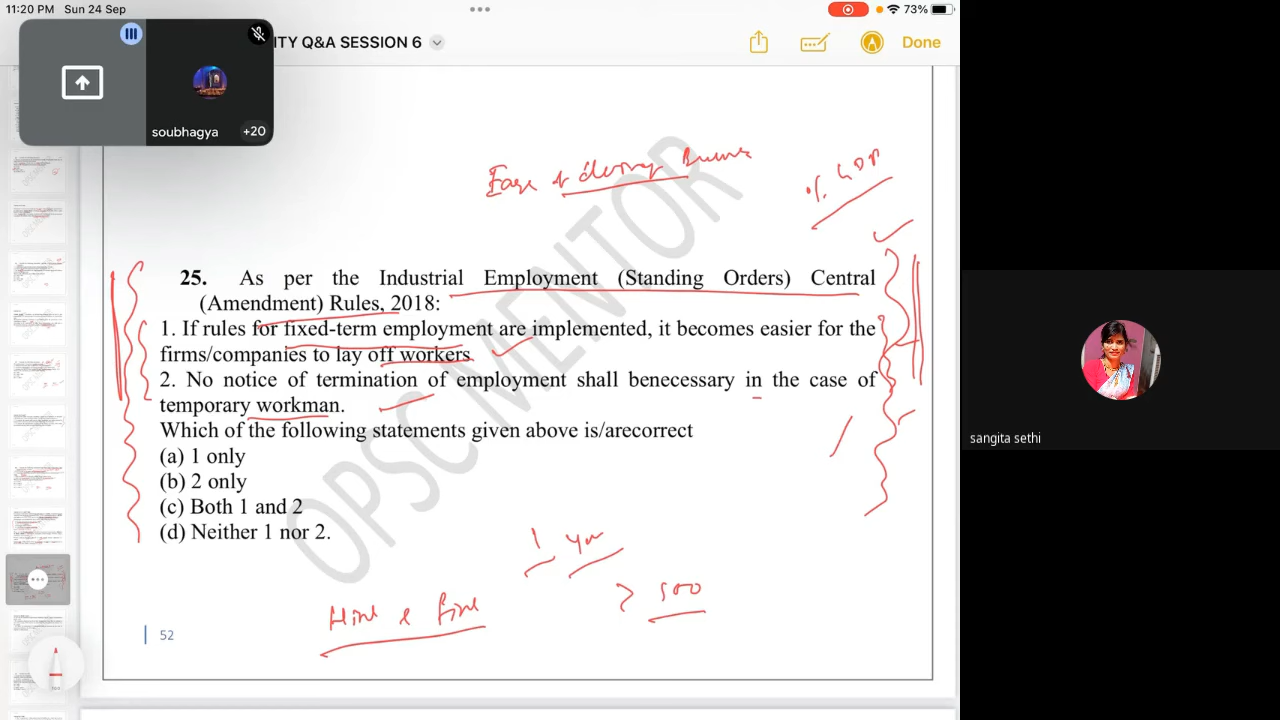 11:20 PM Sun 24 Sep
73%
ITY Q&A SESSION 6
Done
soubhagya
+20
Ease of doing
% GDP
OPSC MENTOR
25. As per the Industrial Employment (Standing Orders) Central
(Amendment) Rules, 2018:
1. If rules for fixed-term employment are implemented, it becomes easier for the
firms/companies to lay off workers
2. No notice of termination of employment shall benecessary in the case of
temporary workman.
Which of the following statements given above is/arecorrect
(a) 1 only
(b) 2 only
(c) Both 1 and 2
(d) Neither 1 nor 2.
1 year
Hire & fire
52
sangita sethi